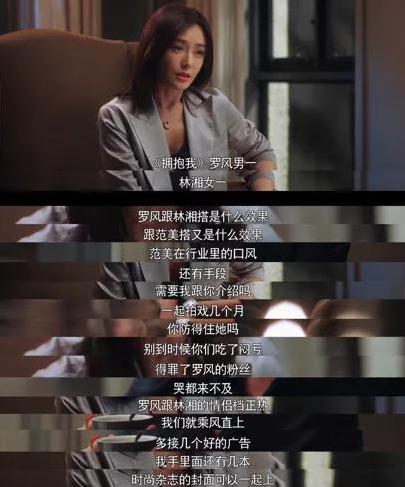 《拥抱我》罗风男一
林湘女一
罗风跟林湘搭是什么效果
跟范美搭又是什么效果
范美在行业里的口风
还有手段
需要我跟你介绍吗
一起拍戏几个月
你防得住她吗
别到时候你们吃了闷亏
得罪了罗风的粉丝
哭都来不及
罗风跟林湘的情侣档正热
我们就乘风直上
多接几个好的广告
我手里面还有几本
时尚杂志的封面可以一起上